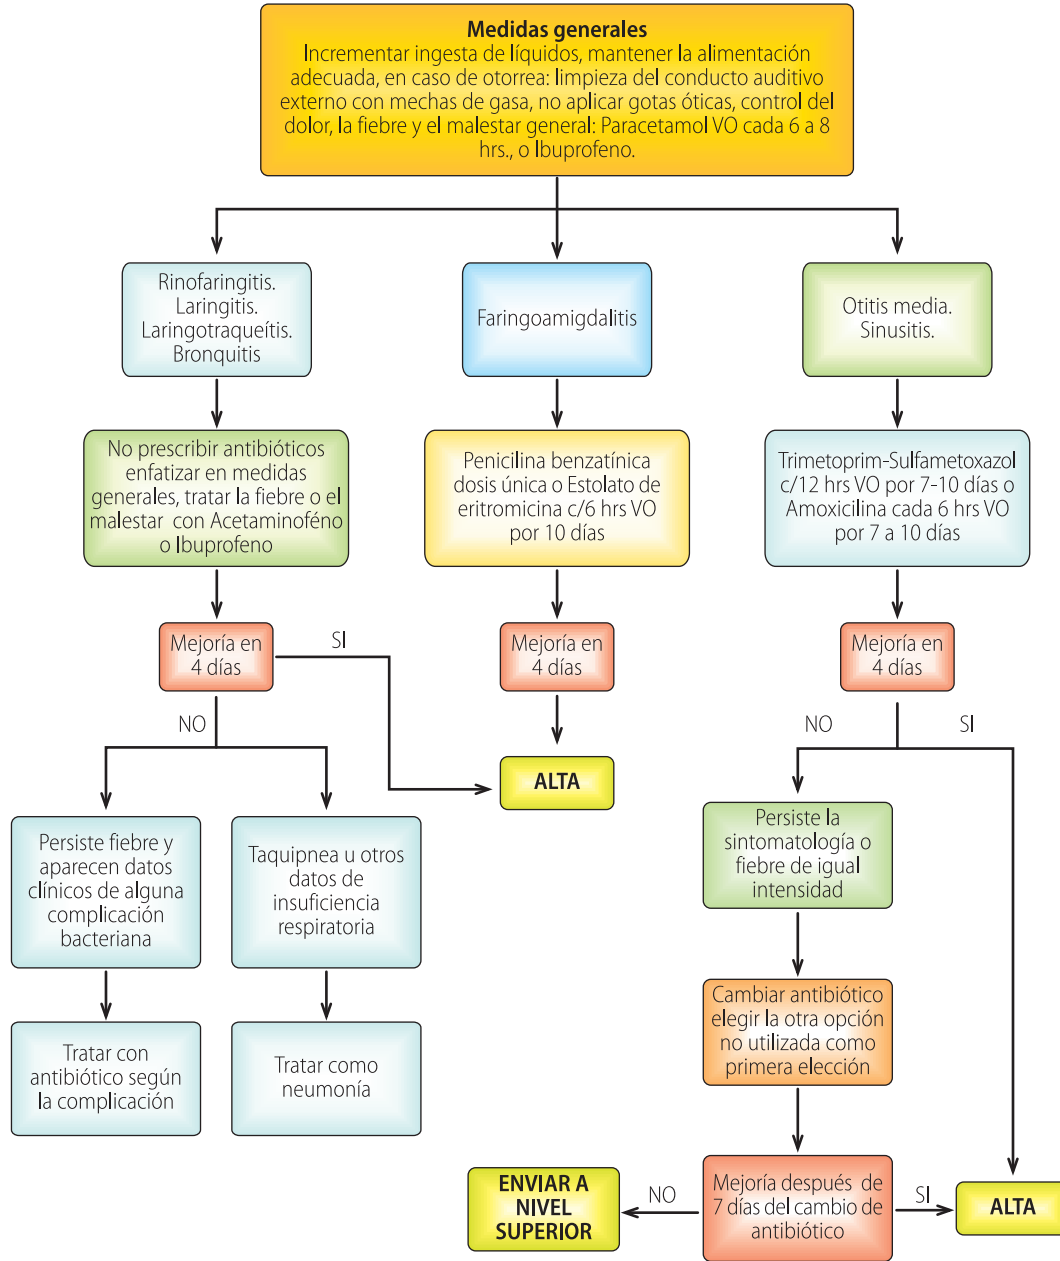 Medidas generales
Incrementar ingesta de líquidos, mantener la alimentación
adecuada, en caso de otorrea: limpieza del conducto auditivo
externo con mechas de gasa, no aplicar gotas óticas, control del
dolor, la fiebre y el malestar general: Paracetamol VO cada 6 a 8
hrs., o Ibuprofeno.
Rinofaringitis.
Laringitis.
Laringotraqueítis.
Bronquitis
Faringoamigdalitis
Otitis media.
Sinusitis.
No prescribir antibióticos
enfatizar en medidas
generales, tratar la fiebre o el
malestar con Acetaminoféno
o Ibuprofeno
Penicilina benzatínica
dosis única o Estolato de
eritromicina c/6 hrs VO
por 10 días
Trimetoprim-Sulfametoxazol
c/12 hrs VO por 7-10 días o
Amoxicilina cada 6 hrs VO
por 7 a 10 días
Mejoría en
4 días
SI
Mejoría en
4 días
Mejoría en
4 días
NO
NO
SI
ALTA
Persiste fiebre y
aparecen datos
clínicos de alguna
complicación
bacteriana
Taquipnea u otros
datos de
insuficiencia
respiratoria
Persiste la
sintomatología o
fiebre de igual
intensidad
Tratar con
antibiótico según
la complicación
Tratar como
neumonía
Cambiar antibiótico
elegir la otra opción
no utilizada como
primera elección
ENVIAR A
NIVEL
SUPERIOR
NO
Mejoría después de
7 días del cambio de
antibiótico
SI
ALTA